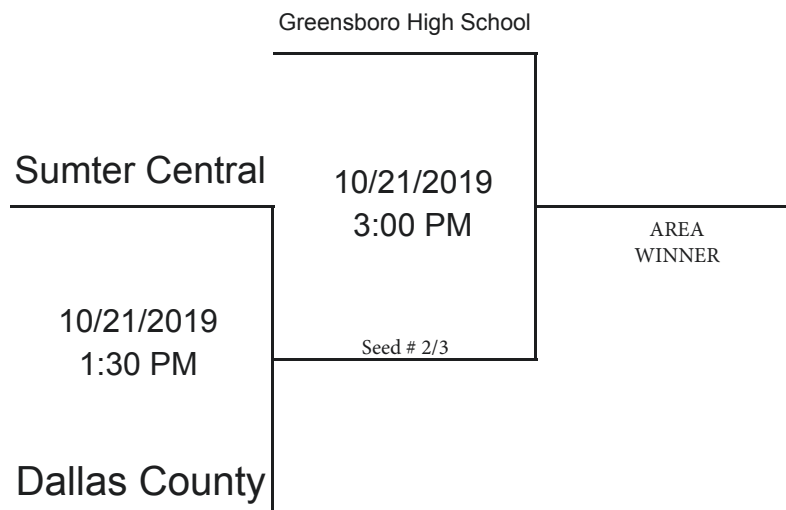 Greensboro High School
Sumter Central
10/21/2019
3:00 PM
AREA
WINNER
10/21/2019
1:30 PM
Seed # 2/3
Dallas County